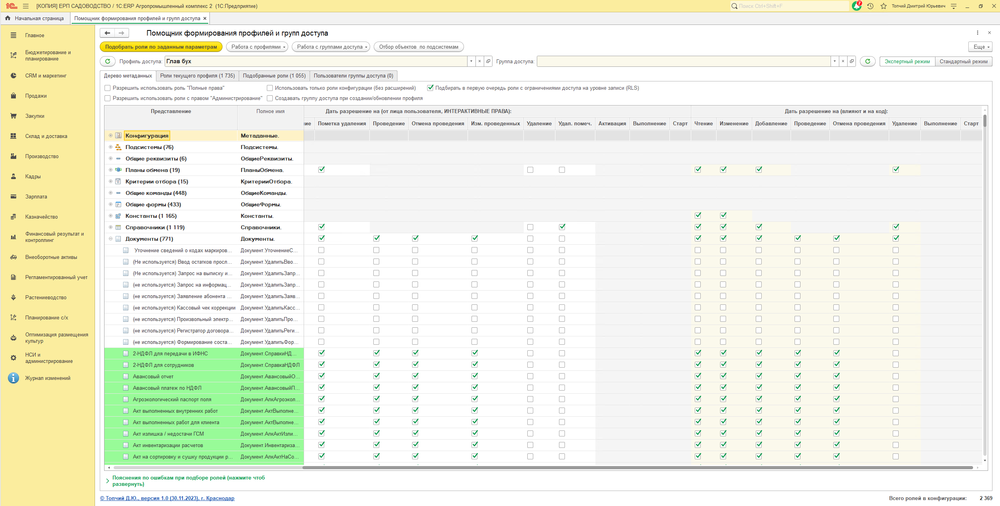 [КОПИЯ] ЕРП САДОВОДСТВО / 1С:ERP Агропромышленный комплекс 2 (1С:Предприятие)
Поиск Ctrl+Shift+F
7
Топчий Дмитрий Юрьевич
Начальная страница
Помощник формирования профилей и групп доступа
Главное
Бюджетирование и
планирование
CRM и маркетинг
Продажи
Закупки
Склад и доставка
Производство
Кадры
Зарплата
Казначейство
Финансовый результат и
контроллинг
Внеоборотные активы
Регламентированный учет
Растениеводство
Планирование с/х
Оптимизация размещения
культур
НСИ и
администрирование
Журнал изменений
Помощник формирования профилей и групп доступа
Подобрать роли по заданным параметрам
Работа с профилями
Работа с группами доступа
Отбор объектов по подсистемам
Еще
Профиль доступа: Глав бух
Группа доступа:
Экспертный режим
Стандартный режим
Дерево метаданных
Роли текущего профиля (1 735)
Подобранные роли (1 055)
Пользователи группы доступа (0)
Разрешить использовать роль "Полные права"
Использовать только роли конфигурации (без расширений)
Подбирать в первую очередь роли с ограничениями доступа на уровне записи (RLS)
Разрешить использовать роли с правом "Администрирование"
Создавать группу доступа при создании/обновлении профиля
Представление
Полное имя
Дать разрешение на (от лица пользователя, ИНТЕРАКТИВНЫЕ ПРАВА):
Дать разрешение на (влияют и на код):
ие Пометка удаления Проведение Отмена проведения Изм. проведенных Удаление Удал. помеч. Активация Выполнение Старт Чтение Изменение Добавление Проведение Отмена проведения Удаление Выполнение Старт
Конфигурация Метаданные.
Подсистемы (76) Подсистемы.
Общие реквизиты (6) ОбщиеРеквизиты.
Планы обмена (19) ПланыОбмена.
Критерии отбора (15) КритерииОтбора.
Общие команды (448) ОбщиеКоманды.
Общие формы (433) ОбщиеФормы.
Константы (1 165) Константы.
Справочники (1 119) Справочники.
Документы (771) Документы.
Уточнение сведений о кодах маркиров... Документ.УточнениеС...
(Не используется) Ввод остатков просл... Документ.УдалитьВво...
(Не используется) Запрос на выписку и... Документ.УдалитьЗапр...
(не используется) Запрос на информац... Документ.УдалитьЗапр...
(не используется) Заявление абонента ... Документ.УдалитьЗаяв...
(не используется) Кассовый чек коррекции Документ.УдалитьКасс...
(не используется) Произвольный электр... Документ.УдалитьПро...
(не используется) Регистратор договора... Документ.УдалитьРеги...
(не используется) Формирование соста... Документ.УдалитьФор...
2-НДФЛ для передачи в ИФНС Документ.СправкиНД...
2-НДФЛ для сотрудников Документ.СправкаНДФЛ
Авансовый отчет Документ.АвансовыйО...
Авансовый платеж по НДФЛ Документ.АвансовыйП...
Агроэкологический паспорт поля Документ.АпкАгроэкол...
Акт выполненных внутренних работ Документ.АктВыполне...
Акт выполненных работ для клиента Документ.АктВыполне...
Акт излишка / недостачи ГСМ Документ.АпкАктИзли...
Акт инвентаризации расчетов Документ.Инвентариза...
Акт на сортировку и сушку продукции р... Документ.АпкАктНаСо...
Пояснения по ошибкам при подборе ролей (нажмите чтоб
развернуть)
© Топчий Д.Ю., версия 1.0 (30.11.2023), г. Краснодар
Всего ролей в конфигурации: 2 369